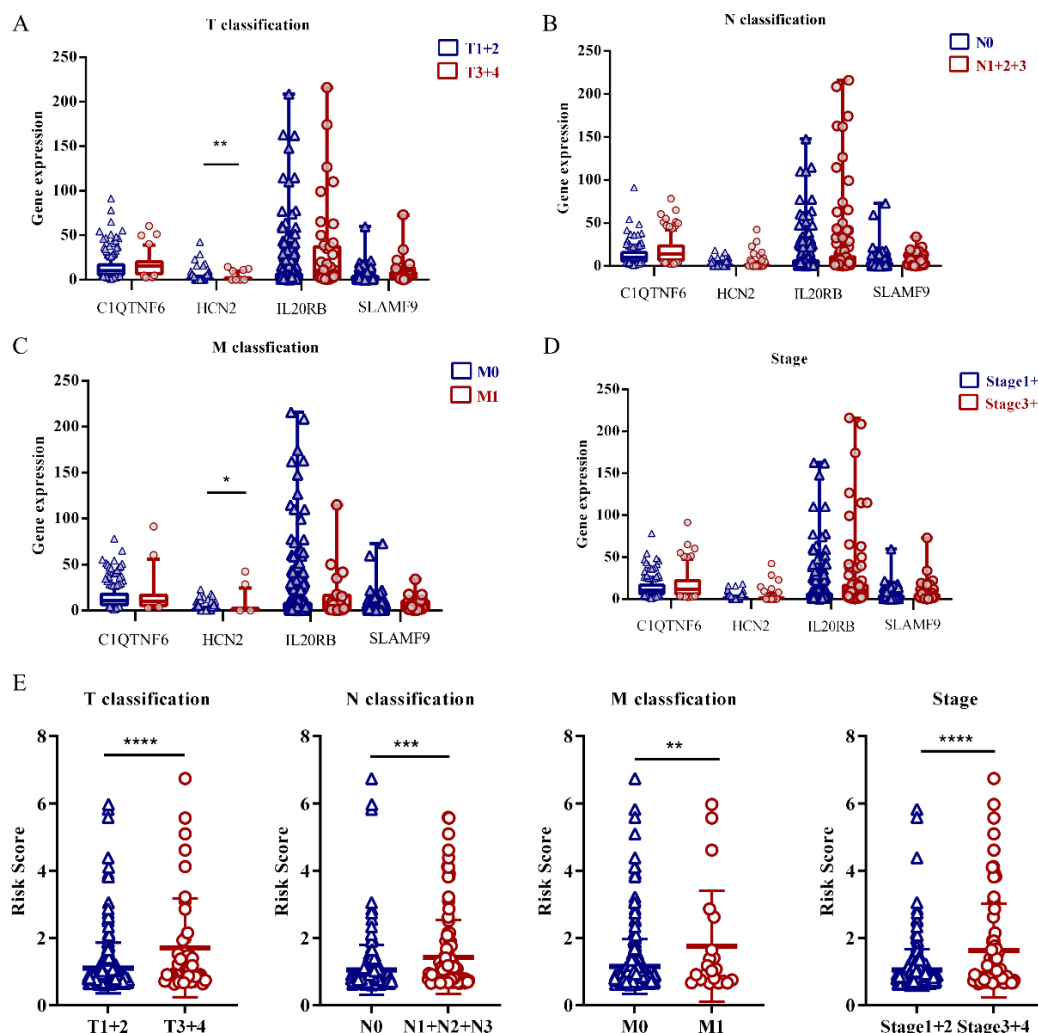 A
T classification
T1+2
T3+4
Gene expression
250
200
150
100
50
0
**
C1QTNF6
HCN2
IL20RB
SLAMF9
B
N classification
N0
N1+2+3
Gene expression
250
200
150
100
50
0
C1QTNF6
HCN2
IL20RB
SLAMF9
C
M classfication
M0
M1
Gene expression
250
200
150
100
50
0
*
C1QTNF6
HCN2
IL20RB
SLAMF9
D
Stage
Stage1+
Stage3+
Gene expression
250
200
150
100
50
0
C1QTNF6
HCN2
IL20RB
SLAMF9
E
T classification
****
Risk Score
8
6
4
2
0
T1+2
T3+4
N classification
***
Risk Score
8
6
4
2
0
N0
N1+N2+N3
M classfication
**
Risk Score
8
6
4
2
0
M0
M1
Stage
****
Risk Score
8
6
4
2
0
Stage1+2
Stage3+4